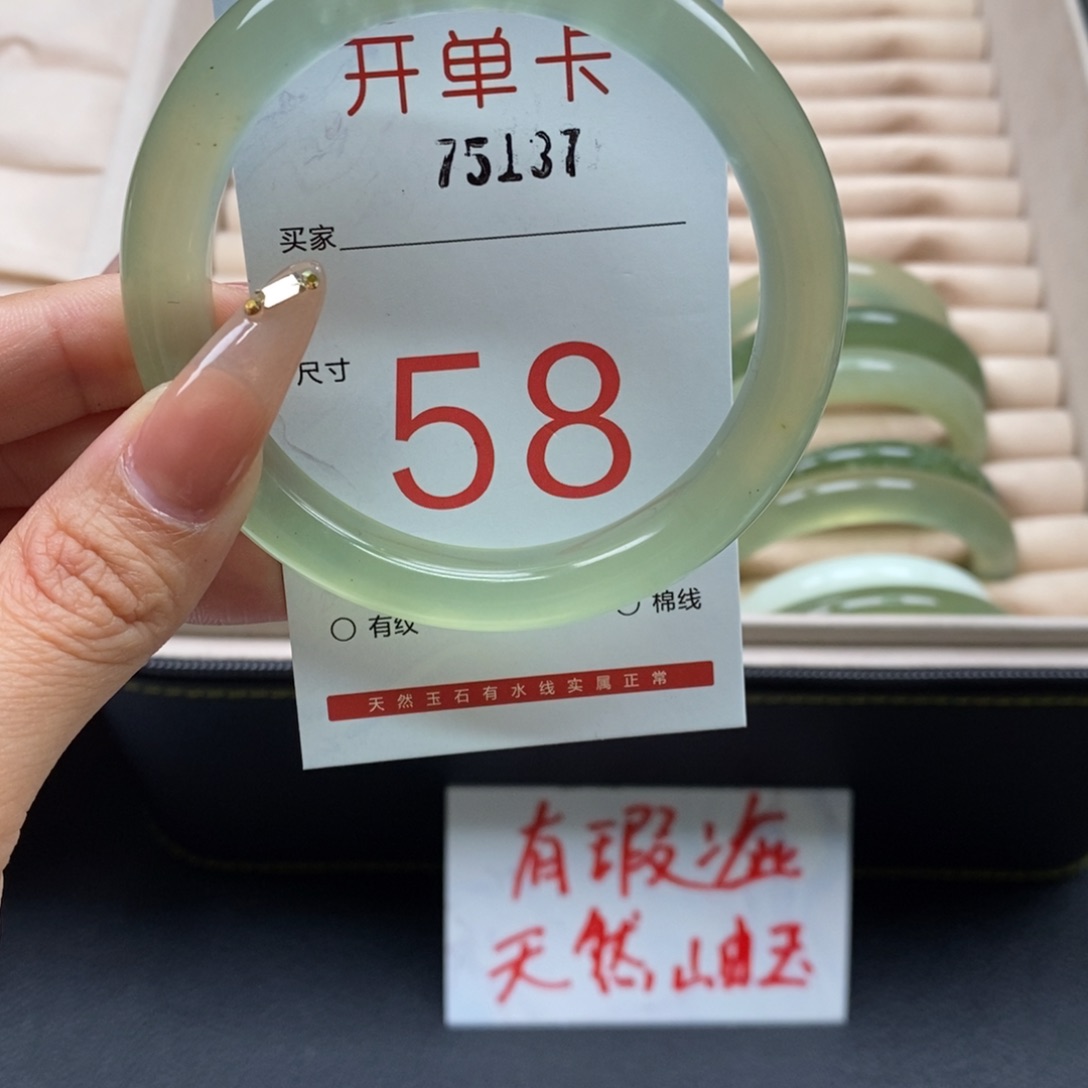 开单卡
75137
买家
尺寸
58
有纹
棉线
天然玉石有水线实属正常
有瑕疵
天然岫玉